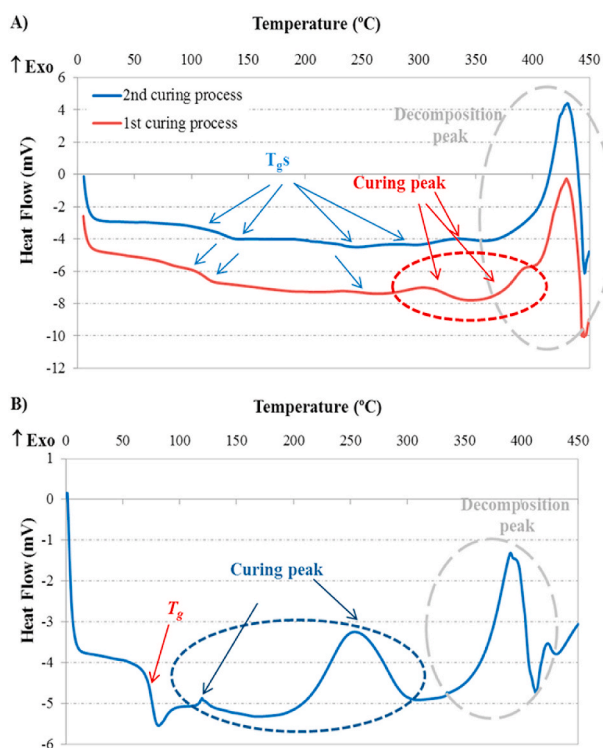 A)
Temperature (ºC)
↑ Exo
0 50 100 150 200 250 300 350 400 450
6
4
2
0
-2
-4
-6
-8
-10
-12
Heat Flow (mV)
2nd curing process
1st curing process
Decomposition
peak
Tgs
Curing peak
B)
Temperature (ºC)
↑ Exo
0 50 100 150 200 250 300 350 400 450
1
0
-1
-2
-3
-4
-5
-6
Heat Flow (mV)
Decomposition
peak
Curing peak
Tg